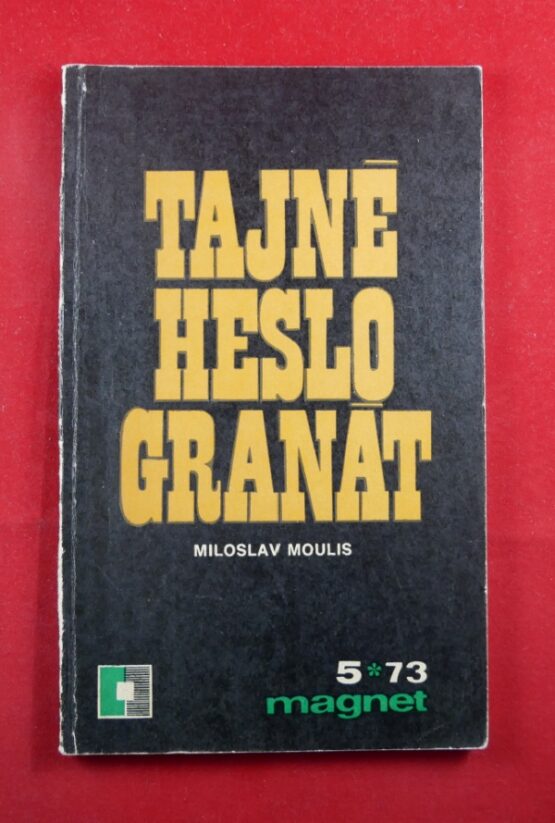 TAJNÉ
HESLO
GRANÁT
MILOSLAV MOULIS
5*73
magnet